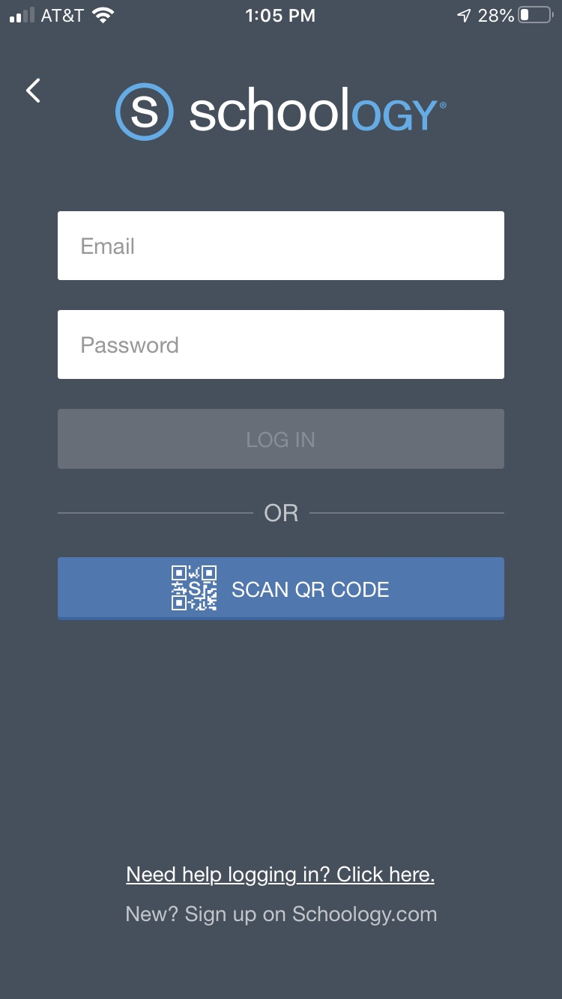 AT&T 1:05 PM 28%
S schoology®
Email
Password
LOG IN
OR
S SCAN QR CODE
Need help logging in? Click here.
New? Sign up on Schoology.com